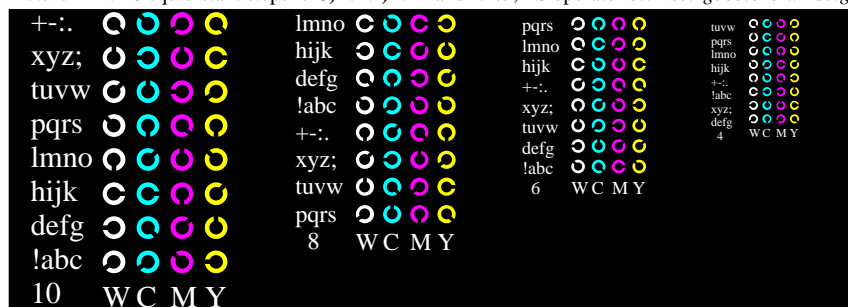 +-:.
xyz;
tuvw
pqrs
lmno
hijk
defg
!abc
10 W C M Y
lmno
hijk
defg
!abc
+-:.
xyz;
tuvw
pqrs
8 W C M Y
pqrs
lmno
hijk
+-:.
xyz;
tuvw
defg
!abc
6 W C M Y
tuvw
pqrs
lmno
hijk
+-:.
!abc
xyz;
defg
4 W C M Y